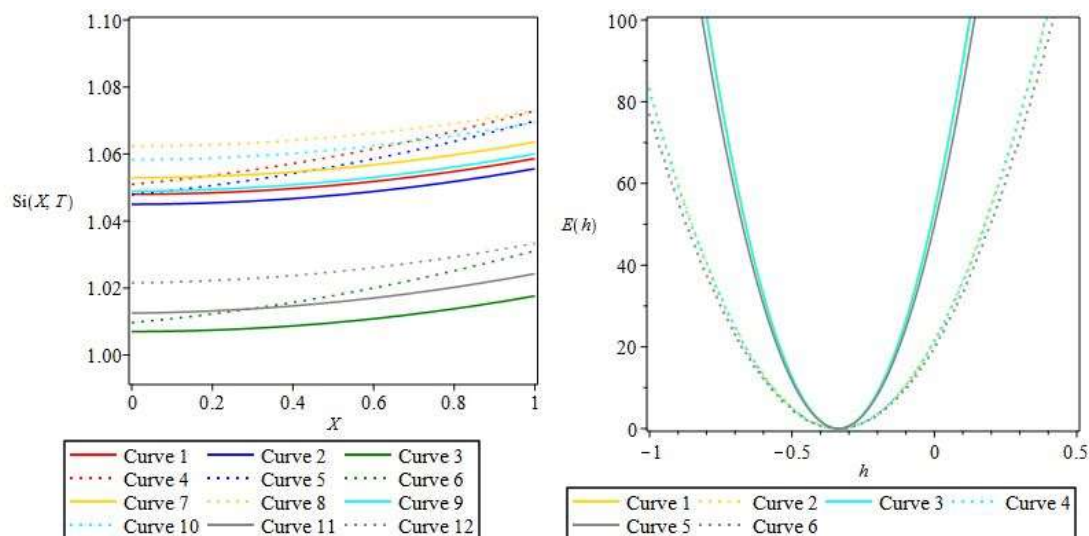 1.10
1.08
1.06
Si(X, T)
1.04
1.02
1.00
0 0.2 0.4 0.6 0.8 1
X
Curve 1 Curve 2 Curve 3
Curve 4 Curve 5 Curve 6
Curve 7 Curve 8 Curve 9
Curve 10 Curve 11 Curve 12
100
80
60
E(h)
40
20
0
−1 −0.5 0 0.5
h
Curve 1 Curve 2 Curve 3 Curve 4
Curve 5 Curve 6